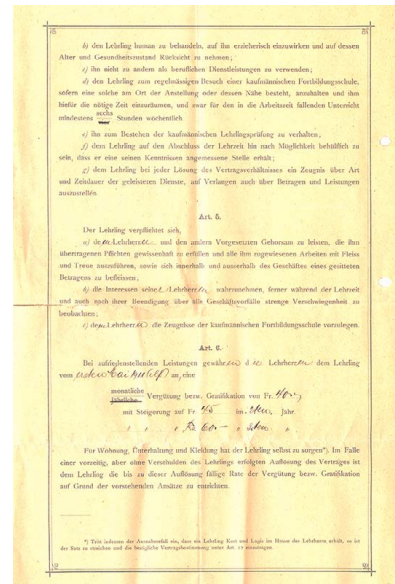 b) den Lehrling human zu behandeln, auf ihn erzieherisch einzuwirken und auf dessen
Alter und Gesundheitszustand Rücksicht zu nehmen;
c) ihn nicht zu andern als beruflichen Dienstleistungen zu verwenden;
d) den Lehrling zum regelmässigen Besuch einer kaufmännischen Fortbildungsschule,
sofern eine solche am Ort der Anstellung oder dessen Nähe besteht, anzuhalten und ihm
hiefür die nötige Zeit einzuräumen, und zwar für den in die Arbeitszeit fallenden Unterricht
sechs
mindestens Stunden wöchentlich
e) ihn zum Bestehen der kaufmännischen Lehrlingsprüfung zu verhalten;
f) dem Lehrling auf den Abschluss der Lehrzeit hin nach Möglichkeit behülflich zu
sein, dass er eine seinen Kenntnissen angemessene Stelle erhält;
g) dem Lehrling bei jeder Lösung des Vertragsverhältnisses ein Zeugnis über Art
und Zeitdauer der geleisteten Dienste, auf Verlangen auch über Betragen und Leistungen
auszustellen.
Art. 5.
Der Lehrling verpflichtet sich,
a) dem Lehrherrn und den andern Vorgesetzten Gehorsam zu leisten, die ihm
übertragenen Pflichten gewissenhaft zu erfüllen und alle ihm zugewiesenen Arbeiten mit Fleiss
und Treue auszuführen, sowie sich innerhalb und ausserhalb des Geschäftes eines gesitteten
Betragens zu befleissen;
b) die Interessen seines Lehrherrn wahrzunehmen, ferner während der Lehrzeit
und auch nach ihrer Beendigung über alle Geschäftsvorfälle strenge Verschwiegenheit zu
beobachten;
c) dem Lehrherrn die Zeugnisse der kaufmännischen Fortbildungsschule vorzulegen.
Art. 6.
Bei zufriedenstellenden Leistungen gewähren d Lehrherren dem Lehrling
vom an, eine
monatliche
jährliche Vergütung bezw. Gratifikation von Fr. 40.-
mit Steigerung auf Fr. 45 im 2ten Jahr
" " " Fr 60.- " 3ten "
Für Wohnung, Unterhaltung und Kleidung hat der Lehrling selbst zu sorgen*). Im Falle
einer vorzeitig, aber ohne Verschulden des Lehrlings erfolgten Auflösung des Vertrages ist
dem Lehrling die bis zu dieser Auflösung fällige Rate der Vergütung bezw. Gratifikation
auf Grund der vorstehenden Ansätze zu entrichten.
*) Tritt indessen der Ausnahmefall ein, dass ein Lehrling Kost und Logis im Hause des Lehrherrn erhält, so ist
der Satz zu streichen und die bezügliche Vertragsbestimmung unter Art. 12 einzutragen.